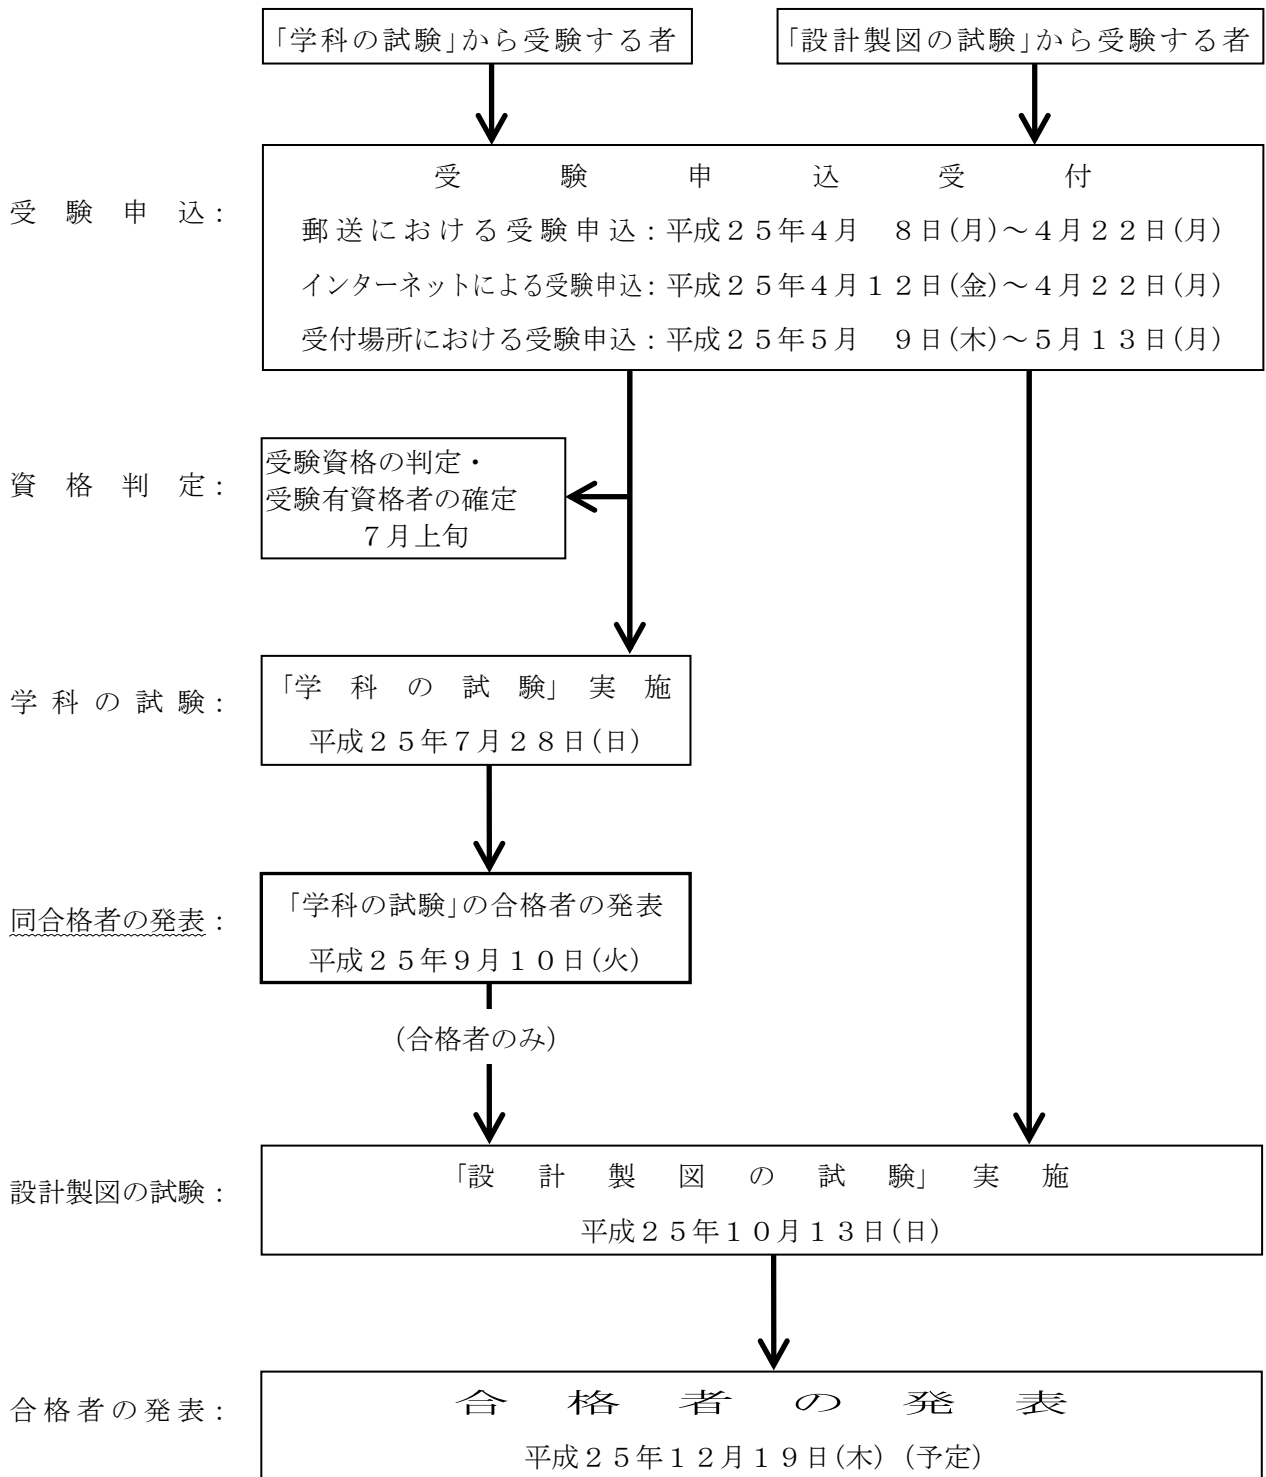 「学科の試験」から受験する者
「設計製図の試験」から受験する者
受験申込：
受験申込受付
郵送における受験申込：平成２５年４月　８日(月)～４月２２日(月)
インターネットによる受験申込：平成２５年４月１２日(金)～４月２２日(月)
受付場所における受験申込：平成２５年５月　９日(木)～５月１３日(月)
資格判定：
受験資格の判定・
受験有資格者の確定
７月上旬
学科の試験：
「学科の試験」実施
平成２５年７月２８日(日)
同合格者の発表：
「学科の試験」の合格者の発表
平成２５年９月１０日(火)
(合格者のみ)
設計製図の試験：
「設計製図の試験」実施
平成２５年１０月１３日(日)
合格者の発表：
合格者の発表
平成２５年１２月１９日(木)（予定）